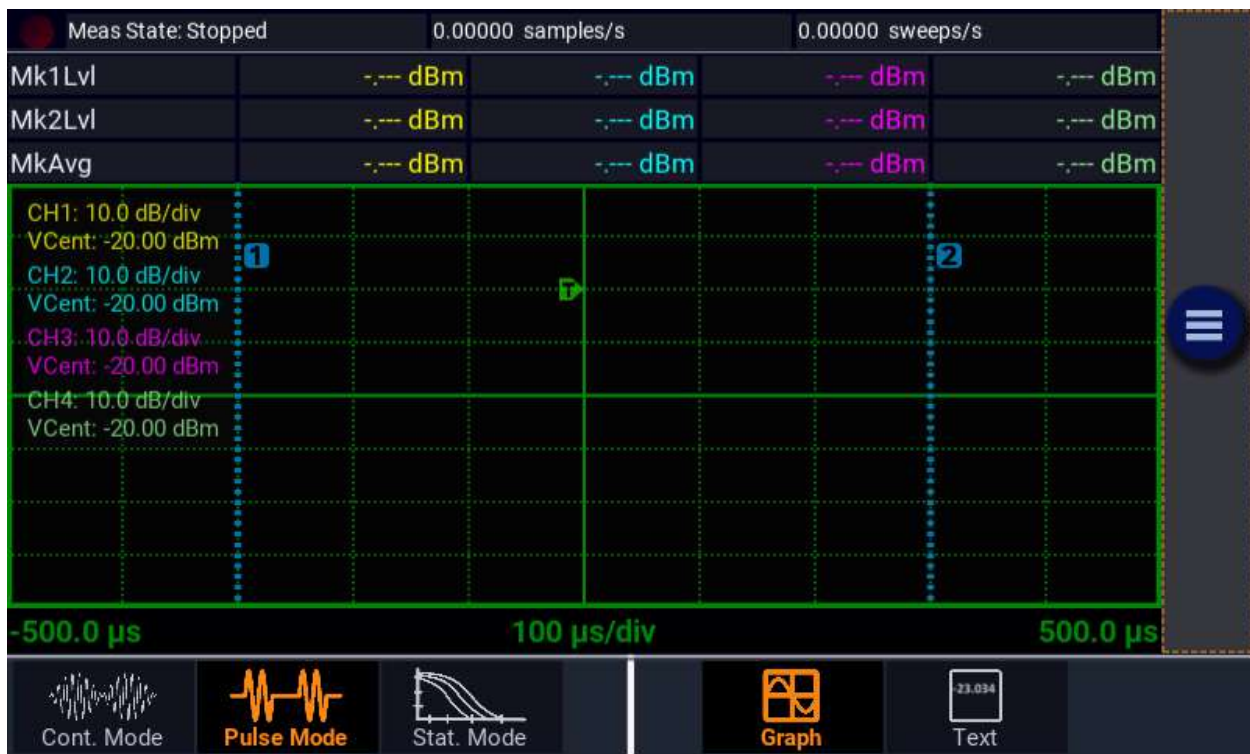 Meas State: Stopped 0.00000 samples/s 0.00000 sweeps/s
Mk1Lvl -.--- dBm -.--- dBm -.--- dBm -.--- dBm
Mk2Lvl -.--- dBm -.--- dBm -.--- dBm -.--- dBm
MkAvg -.--- dBm -.--- dBm -.--- dBm -.--- dBm
CH1: 10.0 dB/div
VCent: -20.00 dBm
1
2
CH2: 10.0 dB/div
VCent: -20.00 dBm
T
CH3: 10.0 dB/div
VCent: -20.00 dBm
CH4: 10.0 dB/div
VCent: -20.00 dBm
-500.0 µs 100 µs/div 500.0 µs
-23.034
Cont. Mode Pulse Mode Stat. Mode Graph Text